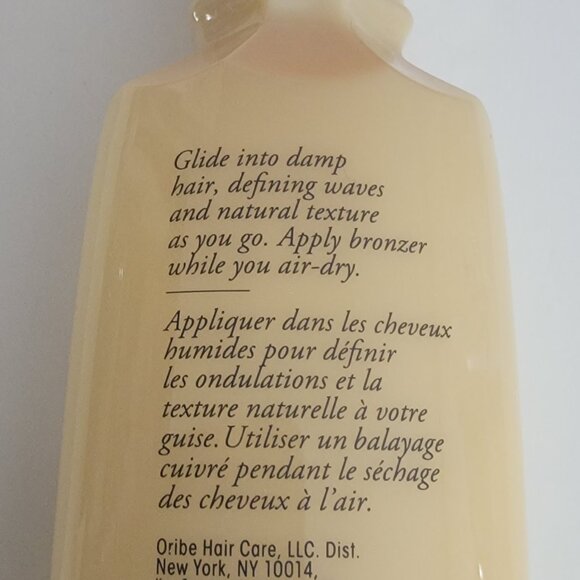 Glide into damp
hair, defining waves
and natural texture
as you go. Apply bronzer
while you air-dry.
Appliquer dans les cheveux
humides pour définir
les ondulations et la
texture naturelle à votre
guise. Utiliser un balayage
cuivré pendant le séchage
des cheveux à l'air.
Oribe Hair Care, LLC. Dist.
New York, NY 10014,